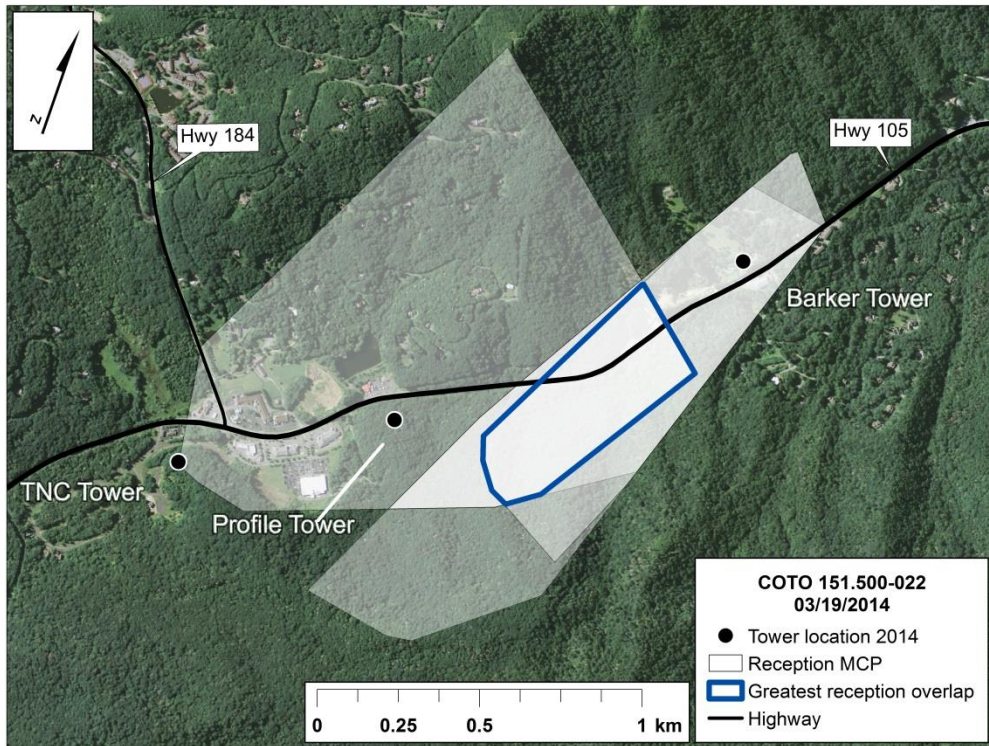 N
Hwy 184
Hwy 105
Barker Tower
TNC Tower
Profile Tower
COTO 151.500-022
03/19/2014
Tower location 2014
Reception MCP
Greatest reception overlap
Highway
0 0.25 0.5 1 km